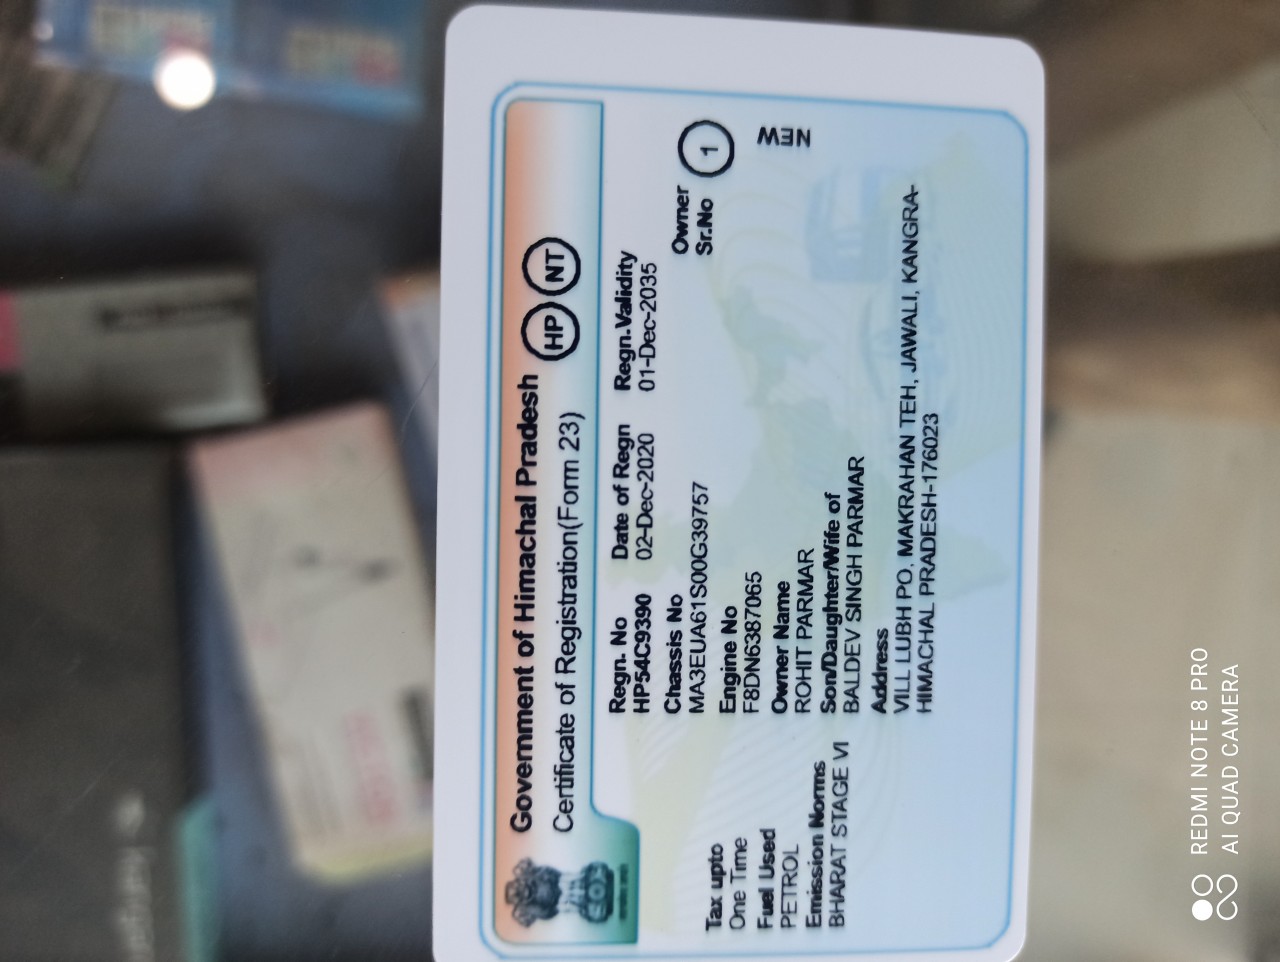 Government of Himachal Pradesh
Certificate of Registration(Form 23)
HP NT
Regn. No Date of Regn Regn.Validity
HP54C9390 02-Dec-2020 01-Dec-2035
Chassis No
MA3EUA61S00G39757
Owner
Sr.No 1
Engine No
F8DN6387065
NEW
Owner Name
ROHIT PARMAR
Son/Daughter/Wife of
BALDEV SINGH PARMAR
Address
VILL LUBH PO, MAKRAHAN TEH, JAWALI, KANGRA-
HIMACHAL PRADESH-176023
Tax upto
One Time
Fuel Used
PETROL
Emission Norms
BHARAT STAGE VI
REDMI NOTE 8 PRO
AI QUAD CAMERA